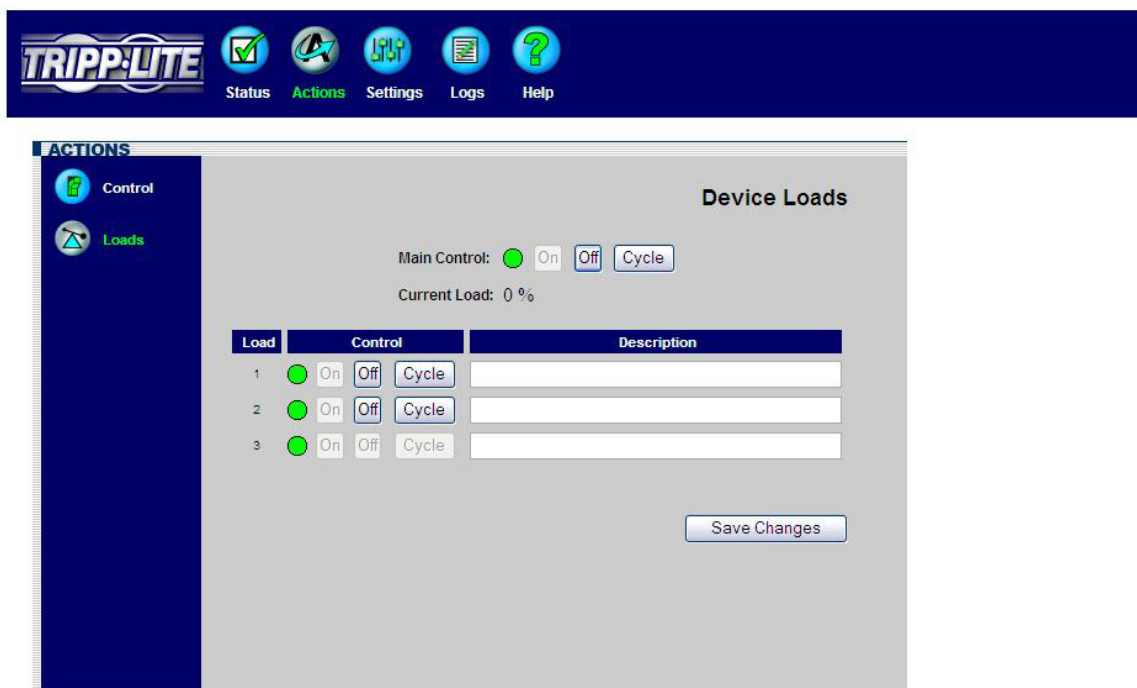 TRIPP·LITE
Status Actions Settings Logs Help
ACTIONS
Control
Loads
Device Loads
Main Control: On Off Cycle
Current Load: 0 %
Load Control Description
1 On Off Cycle
2 On Off Cycle
3 On Off Cycle
Save Changes